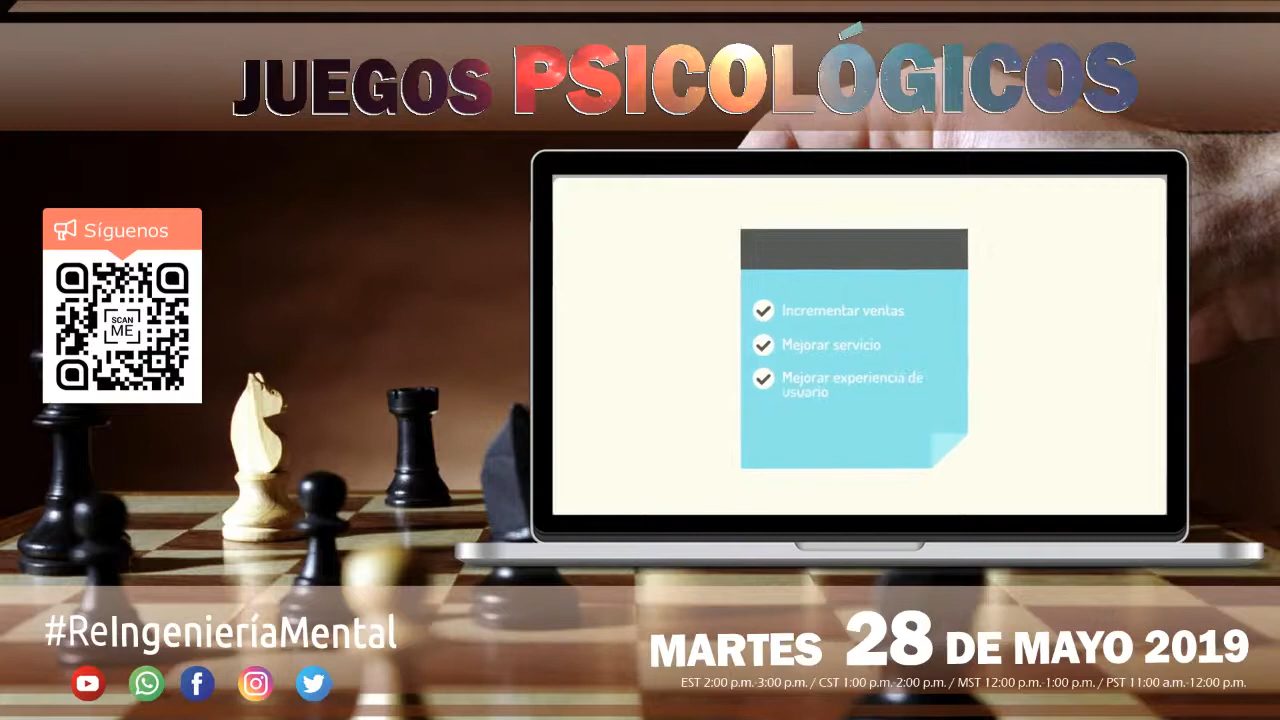 JUEGOS PSICOLÓGICOS
Síguenos
SCAN
ME
Incrementar ventas
Mejorar servicio
Mejorar experiencia de
usuario
#ReIngenieríaMental
MARTES 28 DE MAYO 2019
EST 2:00 p.m.-3:00 p.m. / CST 1:00 p.m.-2:00 p.m. / MST 12:00 p.m.-1:00 p.m. / PST 11:00 a.m.-12:00 p.m.